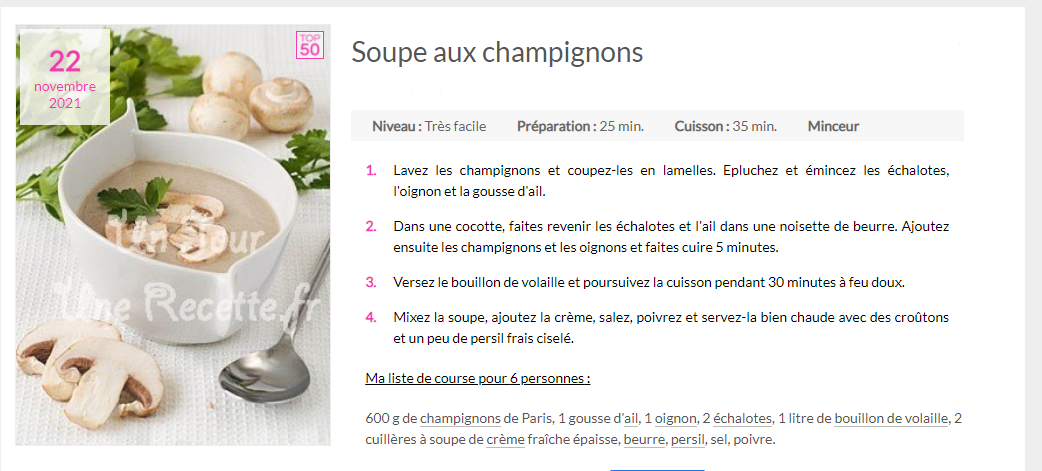 22
novembre
2021
TOP
50
Un Jour
Une Recette.fr
Soupe aux champignons
Niveau : Très facile Préparation : 25 min. Cuisson : 35 min. Minceur
1. Lavez les champignons et coupez-les en lamelles. Epluchez et émincez les échalotes,
l'oignon et la gousse d'ail.
2. Dans une cocotte, faites revenir les échalotes et l'ail dans une noisette de beurre. Ajoutez
ensuite les champignons et les oignons et faites cuire 5 minutes.
3. Versez le bouillon de volaille et poursuivez la cuisson pendant 30 minutes à feu doux.
4. Mixez la soupe, ajoutez la crème, salez, poivrez et servez-la bien chaude avec des croûtons
et un peu de persil frais ciselé.
Ma liste de course pour 6 personnes :
600 g de champignons de Paris, 1 gousse d'ail, 1 oignon, 2 échalotes, 1 litre de bouillon de volaille, 2
cuillères à soupe de crème fraîche épaisse, beurre, persil, sel, poivre.